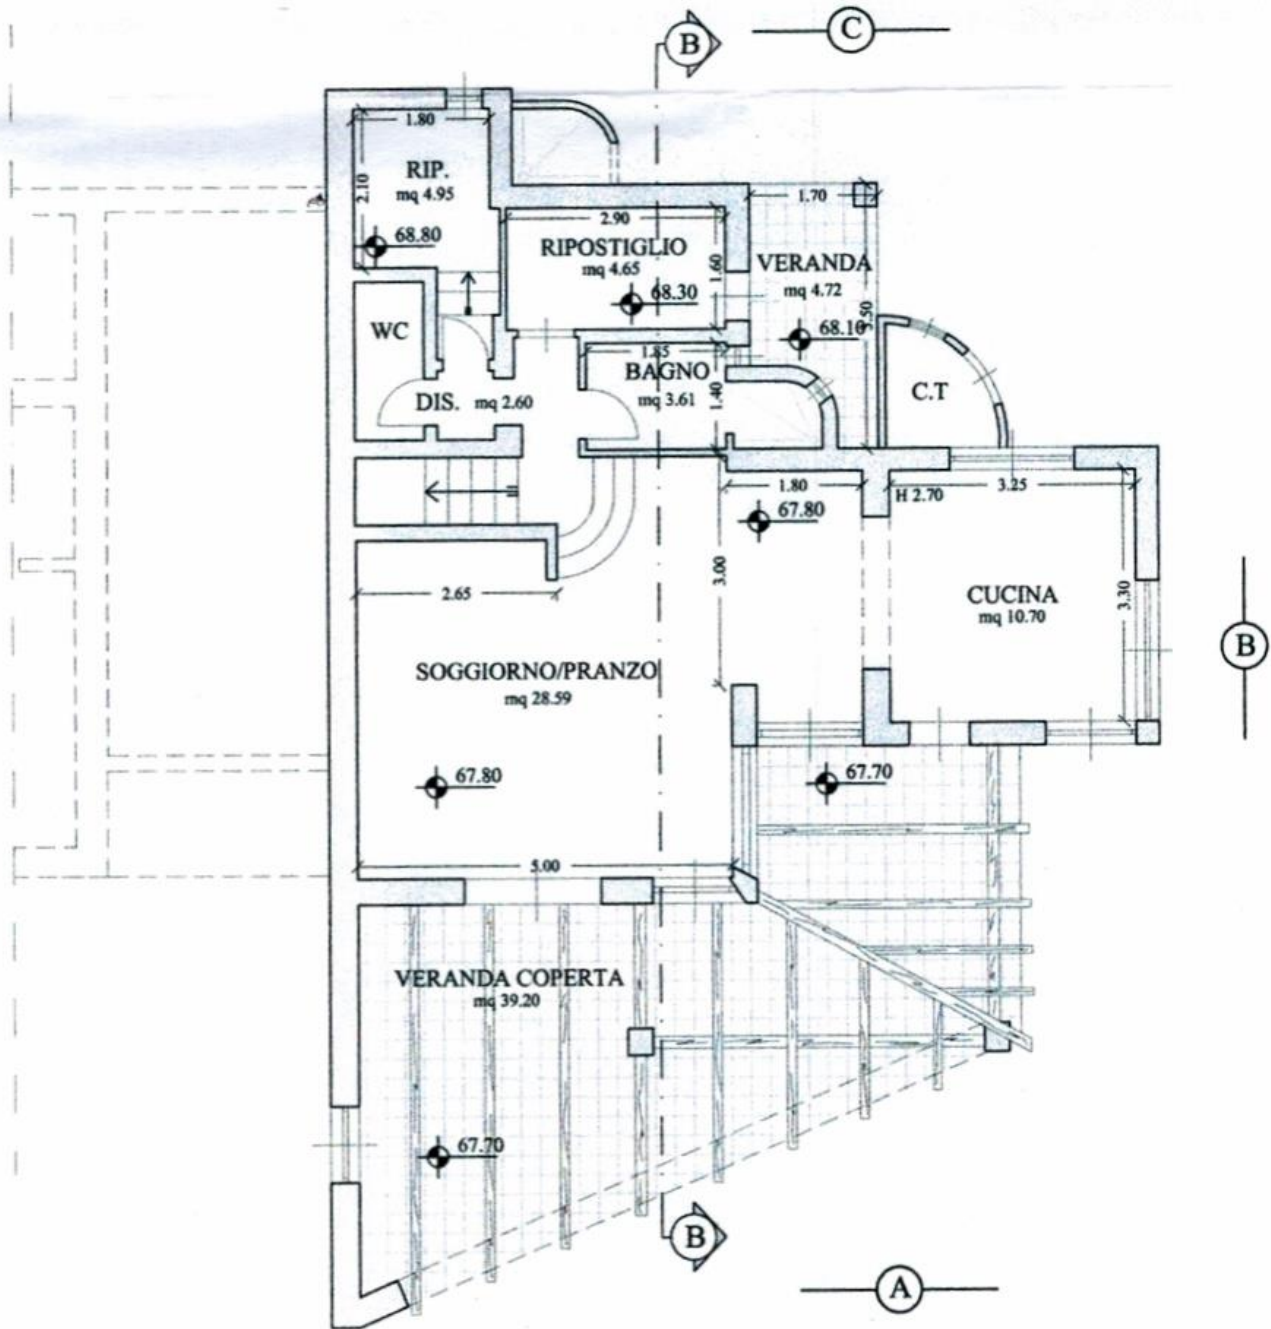 B
C
1.80
RIP.
mq 4.95
2.10
68.80
2.90
RIPOSTIGLIO
mq 4.65
1.60
68.30
1.70
VERANDA
mq 4.72
3.50
68.10
WC
1.85
BAGNO
mq 3.61
1.40
DIS. mq 2.60
C.T
1.80
H 2.70
3.25
67.80
3.00
2.65
CUCINA
mq 10.70
3.30
B
SOGGIORNO/PRANZO
mq 28.59
67.80
67.70
5.00
VERANDA COPERTA
mq 39.20
67.70
B
A